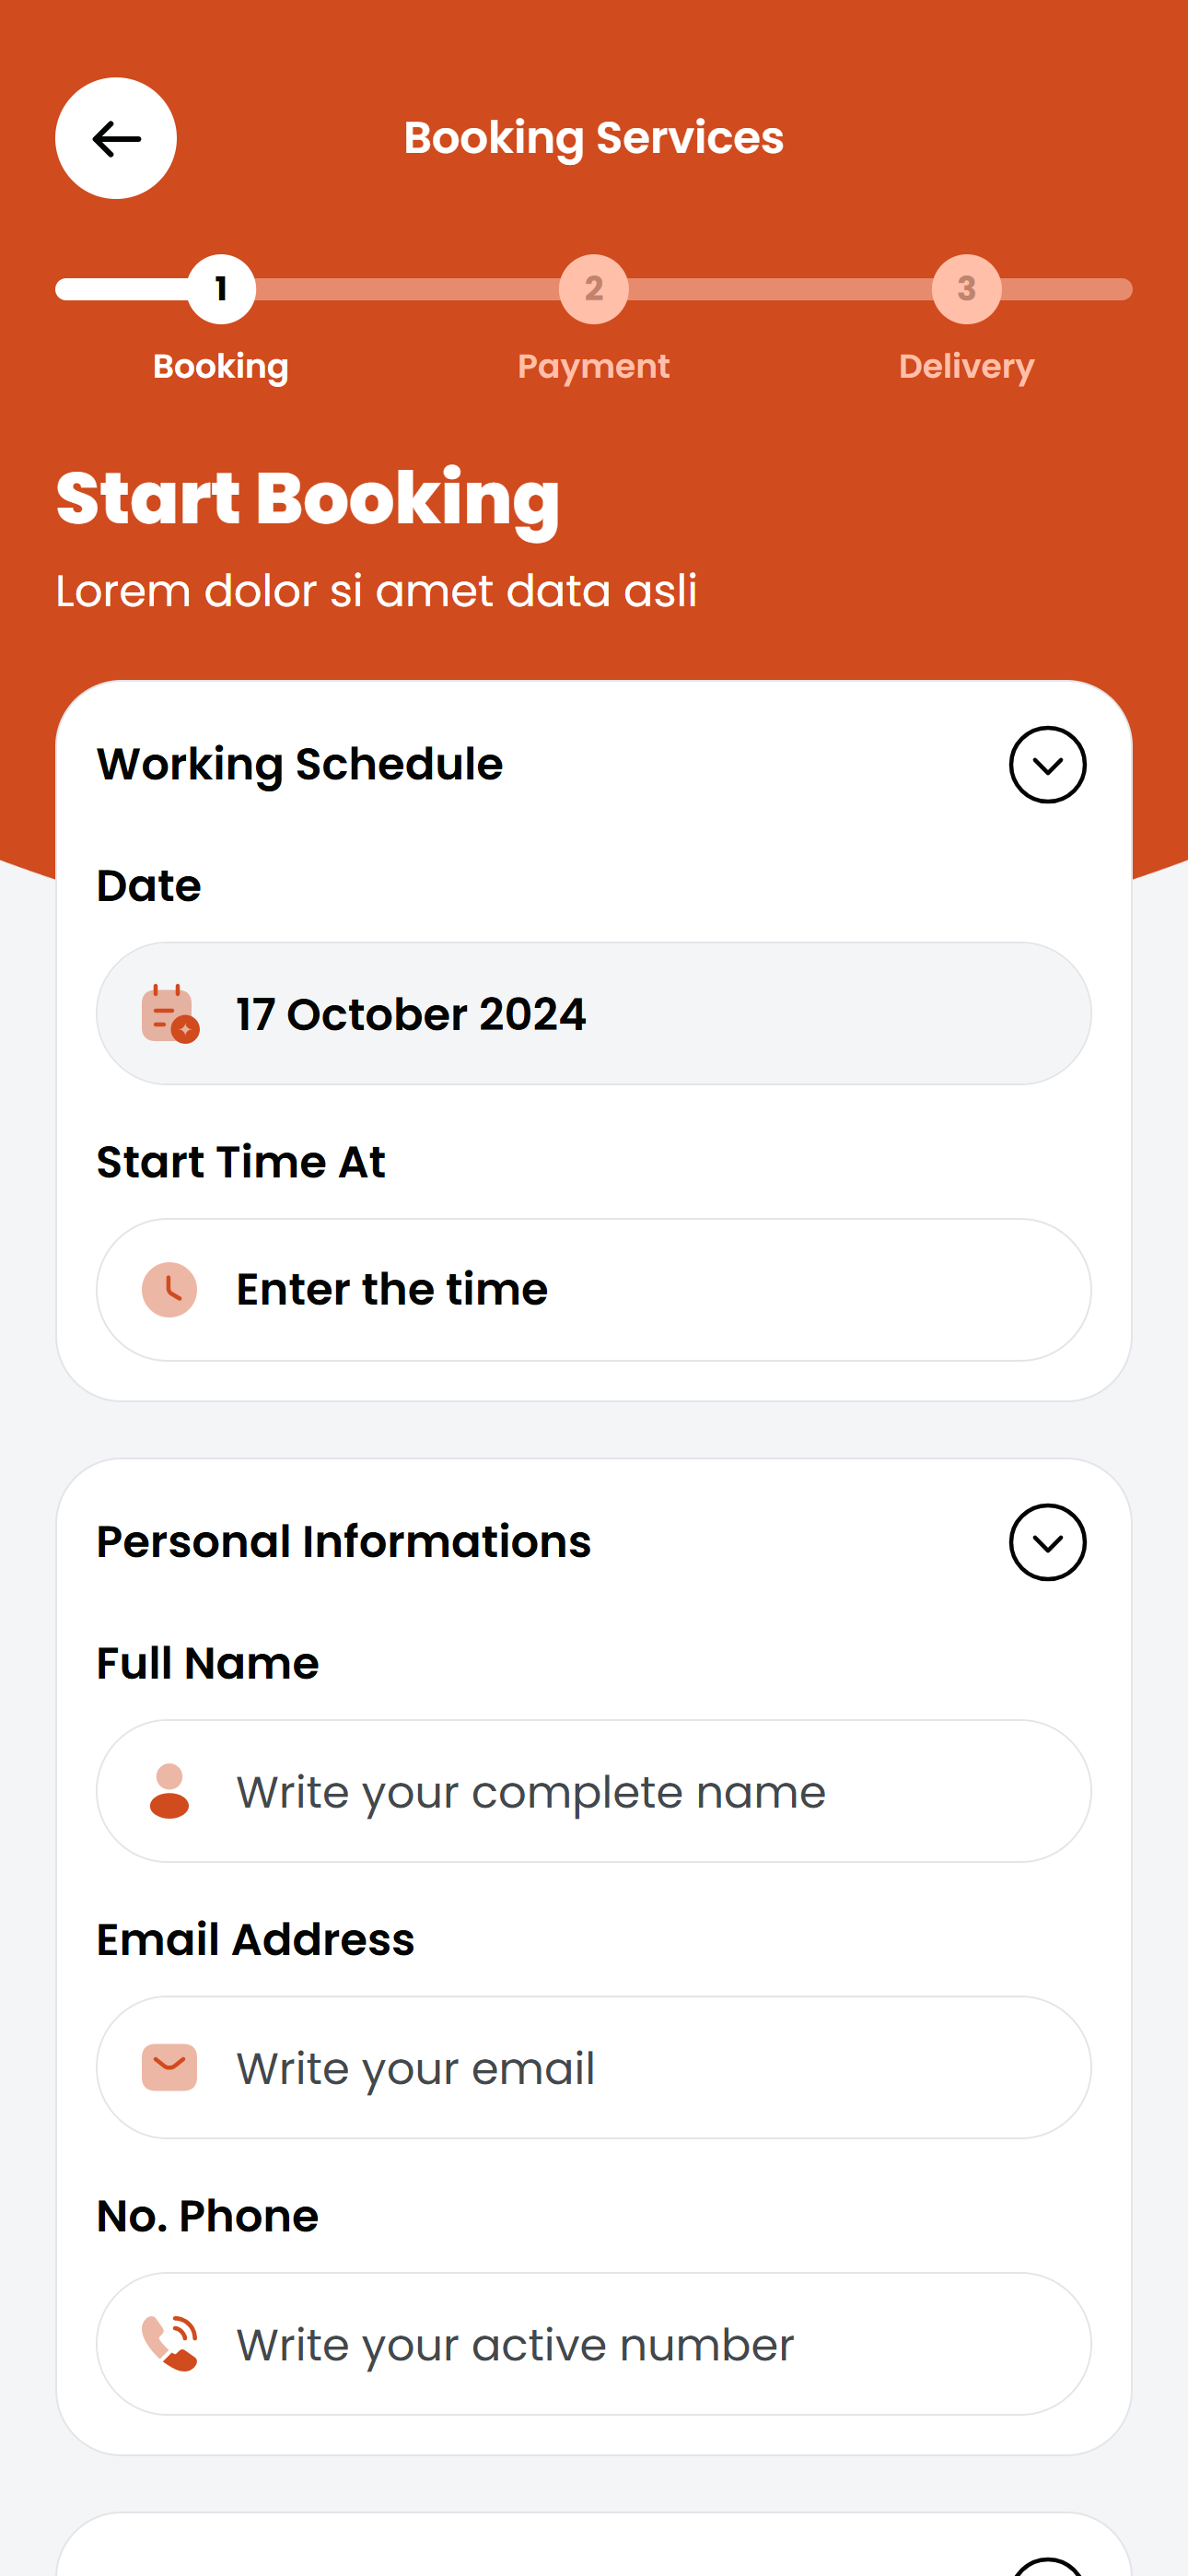 Booking Services
1
2
3
Booking
Payment
Delivery
Start Booking
Lorem dolor si amet data asli
Working Schedule
Date
17 October 2024
Start Time At
Enter the time
Personal Informations
Full Name
Write your complete name
Email Address
Write your email
No. Phone
Write your active number